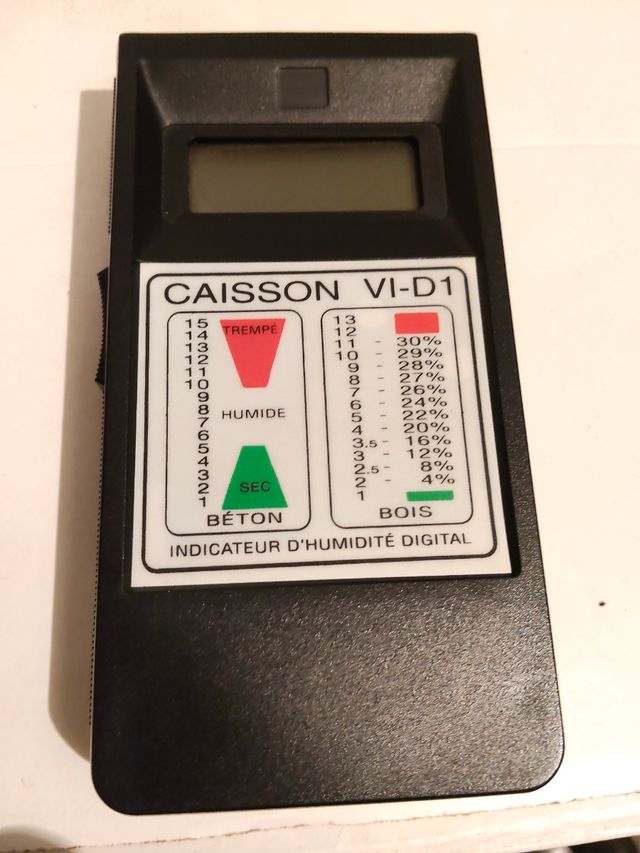 CAISSON VI-D1
15
14
13
12
11
10
9
8
7
6
5
4
3
2
1
TREMPÉ
HUMIDE
SEC
BÉTON
13
12
11 - 30%
10 - 29%
9 - 28%
8 - 27%
7 - 26%
6 - 24%
5 - 22%
4 - 20%
3.5 - 16%
3 - 12%
2.5 - 8%
2 - 4%
1
BOIS
INDICATEUR D'HUMIDITÉ DIGITAL